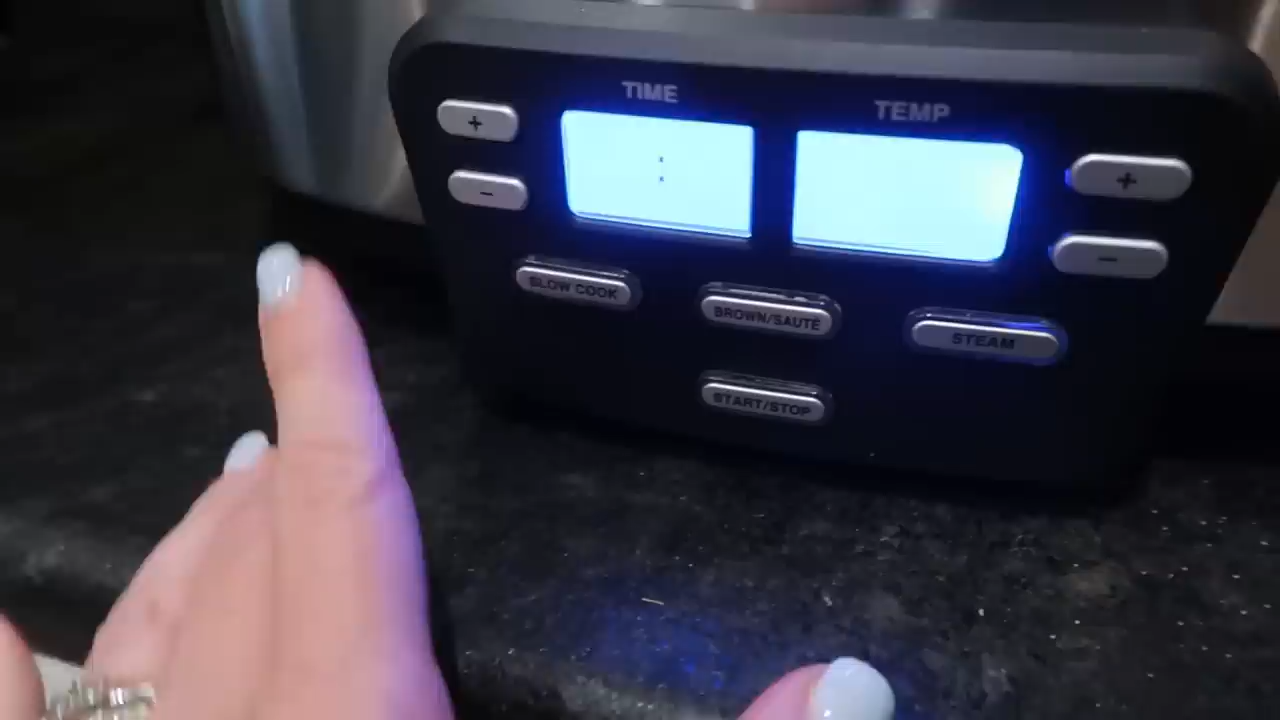 TIME
TEMP
+
+
-
-
:
SLOW COOK
BROWN/SAUTE
STEAM
START/STOP